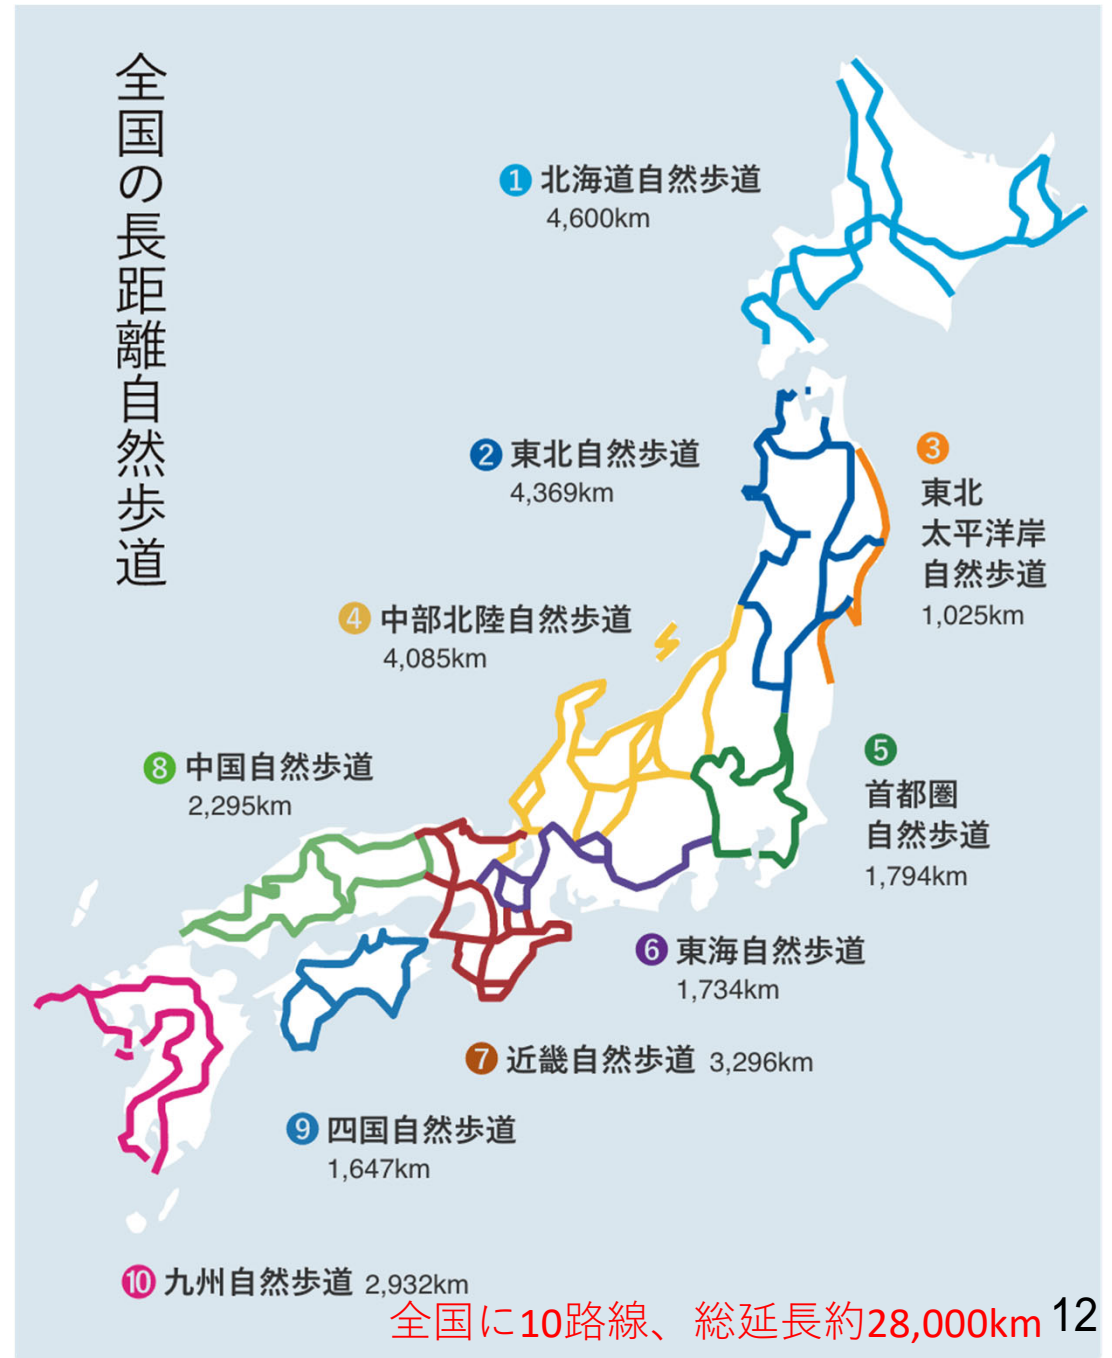 全国の長距離自然歩道
1 北海道自然歩道
4,600km
2 東北自然歩道
4,369km
3
東北
太平洋岸
自然歩道
1,025km
4 中部北陸自然歩道
4,085km
5
首都圏
自然歩道
1,794km
8 中国自然歩道
2,295km
6 東海自然歩道
1,734km
7 近畿自然歩道 3,296km
9 四国自然歩道
1,647km
10 九州自然歩道 2,932km
全国に10路線、総延長約28,000km 12